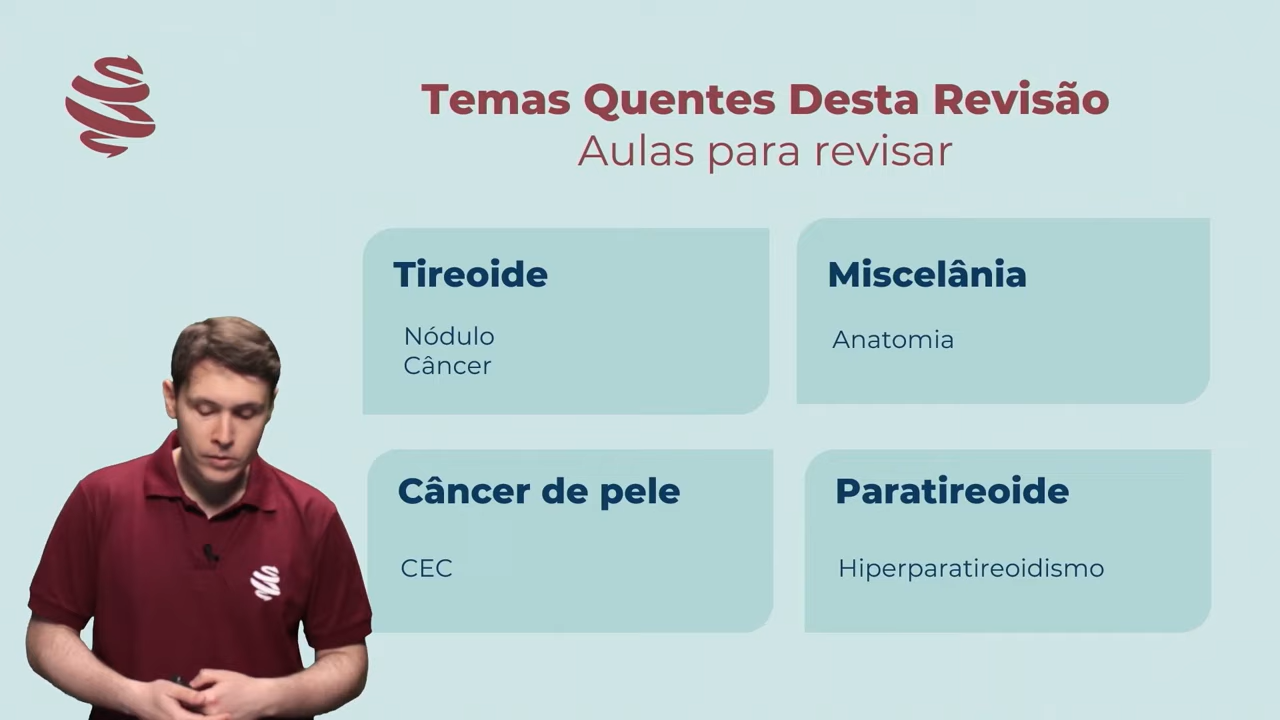 Temas Quentes Desta Revisão
Aulas para revisar
Tireoide
Nódulo
Câncer
Miscelânia
Anatomia
Câncer de pele
CEC
Paratireoide
Hiperparatireoidismo